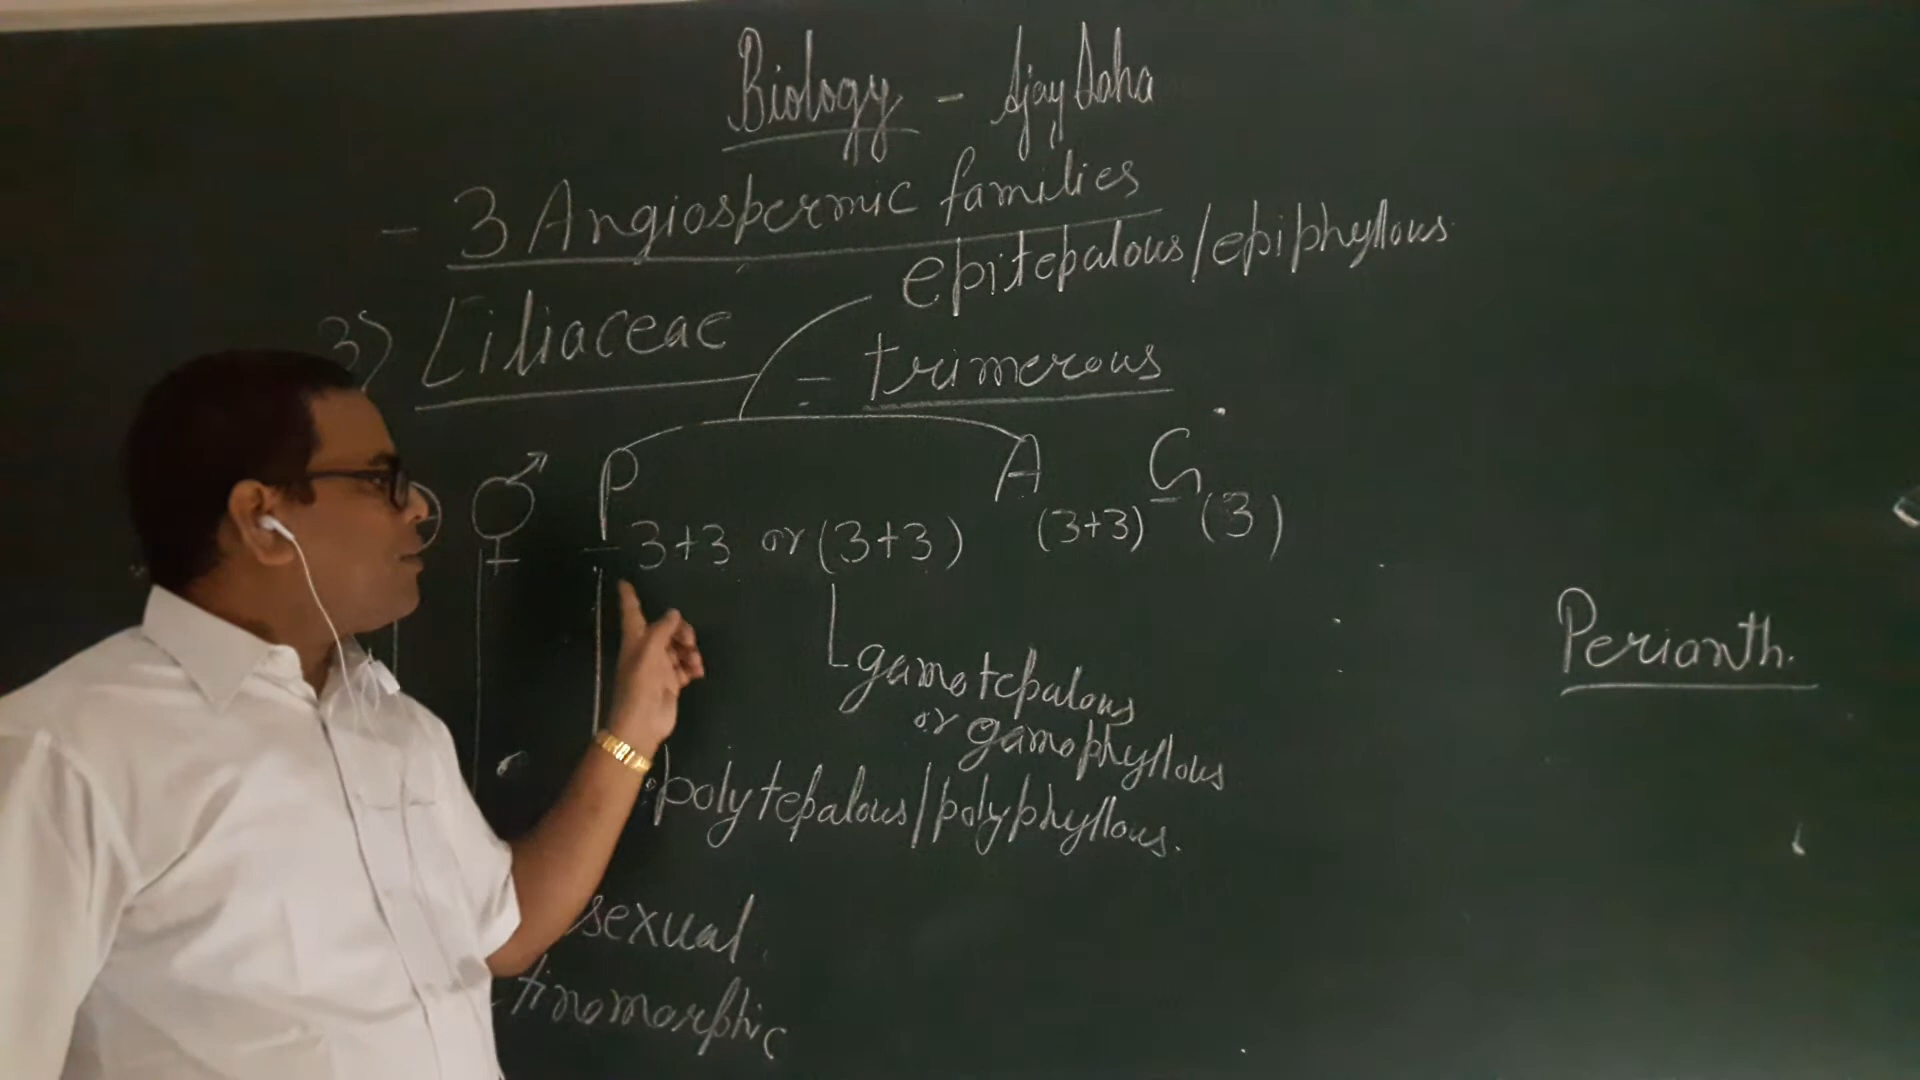 Biology - Ajay Saha
- 3 Angiospermic families
epitepalous/epiphyllous
3) Liliaceae - trimerous
⚥ P 3+3 or (3+3) A (3+3) G (3)
gamotepalous
or gamophyllous
polytepalous/polyphyllous.
Perianth.
sexual
tinomorphic